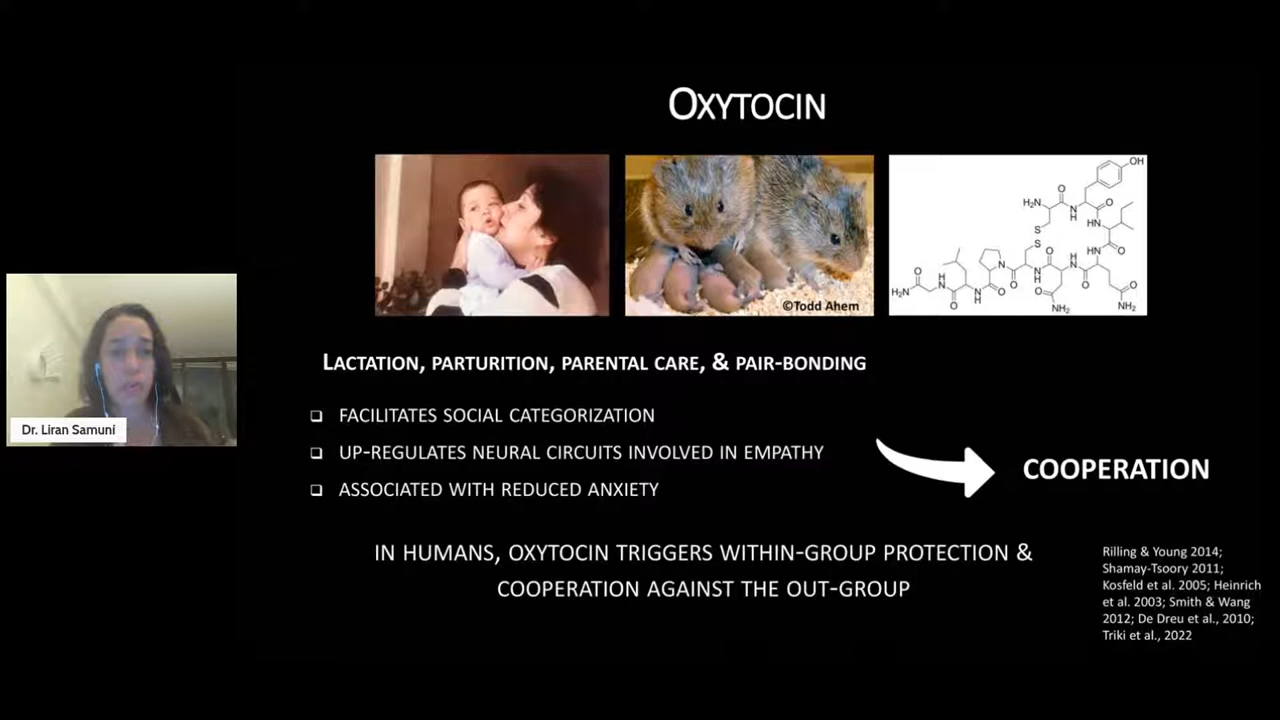 OXYTOCIN
©Todd Ahern
OH
O
O
H₂N
N
H
HN
S
O
S
O
O
HN
O
H
N
O
H
N
N
O
N
H
O
N
H
O
H₂N
O
NH₂
O
NH₂
LACTATION, PARTURITION, PARENTAL CARE, & PAIR-BONDING
❑ FACILITATES SOCIAL CATEGORIZATION
❑ UP-REGULATES NEURAL CIRCUITS INVOLVED IN EMPATHY
❑ ASSOCIATED WITH REDUCED ANXIETY
COOPERATION
Dr. Liran Samuni
IN HUMANS, OXYTOCIN TRIGGERS WITHIN-GROUP PROTECTION &
COOPERATION AGAINST THE OUT-GROUP
Rilling & Young 2014;
Shamay-Tsoory 2011;
Kosfeld et al. 2005; Heinrich
et al. 2003; Smith & Wang
2012; De Dreu et al., 2010;
Triki et al., 2022